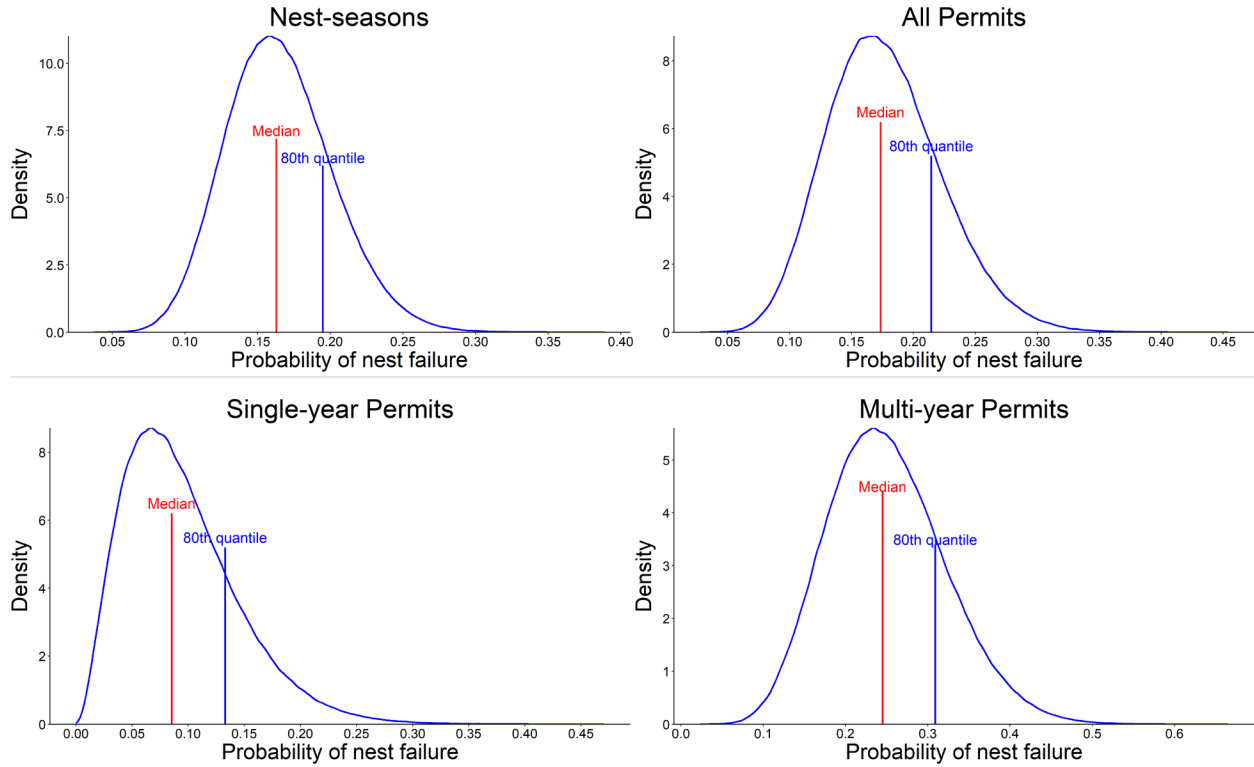 Nest-seasons
Density
10.0
7.5
5.0
2.5
0.0
Median
80th quantile
0.05 0.10 0.15 0.20 0.25 0.30 0.35 0.40
Probability of nest failure
All Permits
Density
8
6
4
2
0
Median
80th quantile
0.05 0.10 0.15 0.20 0.25 0.30 0.35 0.40 0.45
Probability of nest failure
Single-year Permits
Density
8
6
4
2
0
Median
80th quantile
0.00 0.05 0.10 0.15 0.20 0.25 0.30 0.35 0.40 0.45
Probability of nest failure
Multi-year Permits
Density
5
4
3
2
1
0
Median
80th quantile
0.0 0.1 0.2 0.3 0.4 0.5 0.6
Probability of nest failure